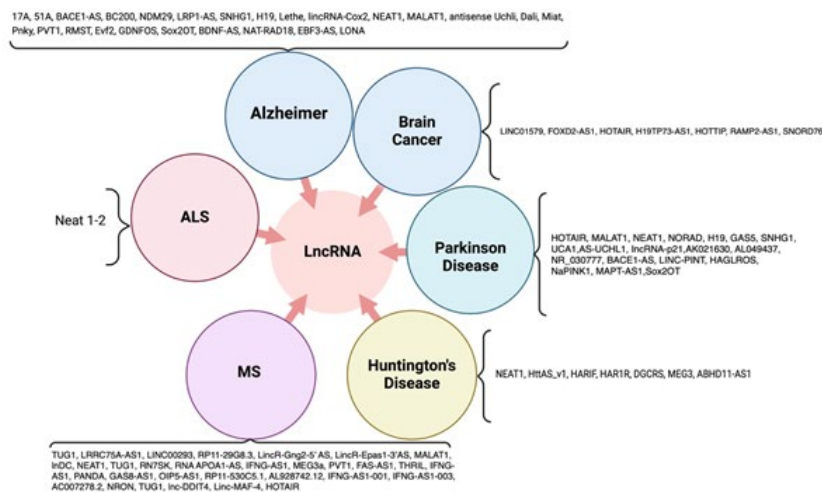 17A, 51A, BACE1-AS, BC200, NDM29, LRP1-AS, SNHG1, H19, Lethe, lincRNA-Cox2, NEAT1, MALAT1, antisense Uchli, Dali, Miat,
Pnky, PVT1, RMST, Evf2, GDNFOS, Sox2OT, BDNF-AS, NAT-RAD18, EBF3-AS, LONA
Alzheimer
Brain
Cancer
LINC01579, FOXD2-AS1, HOTAIR, H19TP73-AS1, HOTTIP, RAMP2-AS1, SNORD76
ALS
Neat 1-2
LncRNA
Parkinson
Disease
HOTAIR, MALAT1, NEAT1, NORAD, H19, GAS5, SNHG1,
UCA1,AS-UCHL1, lncRNA-p21,AK021630, AL049437,
NR_030777, BACE1-AS, LINC-PINT, HAGLROS,
NaPINK1, MAPT-AS1,Sox2OT
MS
Huntington's
Disease
NEAT1, HttAS_v1, HARIF, HAR1R, DGCRS, MEG3, ABHD11-AS1
TUG1, LRRC75A-AS1, LINC00293, RP11-29G8.3, LincR-Gng2-5'AS, LincR-Epas1-3'AS, MALAT1,
lnDC, NEAT1, TUG1, RN7SK, RNA APOA1-AS, IFNG-AS1, MEG3a, PVT1, FAS-AS1, THRIL, IFNG-
AS1, PANDA, GAS8-AS1, OIP5-AS1, RP11-530C5.1, AL928742.12, IFNG-AS1-001, IFNG-AS1-003,
AC007278.2, NRON, TUG1, lnc-DDIT4, Linc-MAF-4, HOTAIR